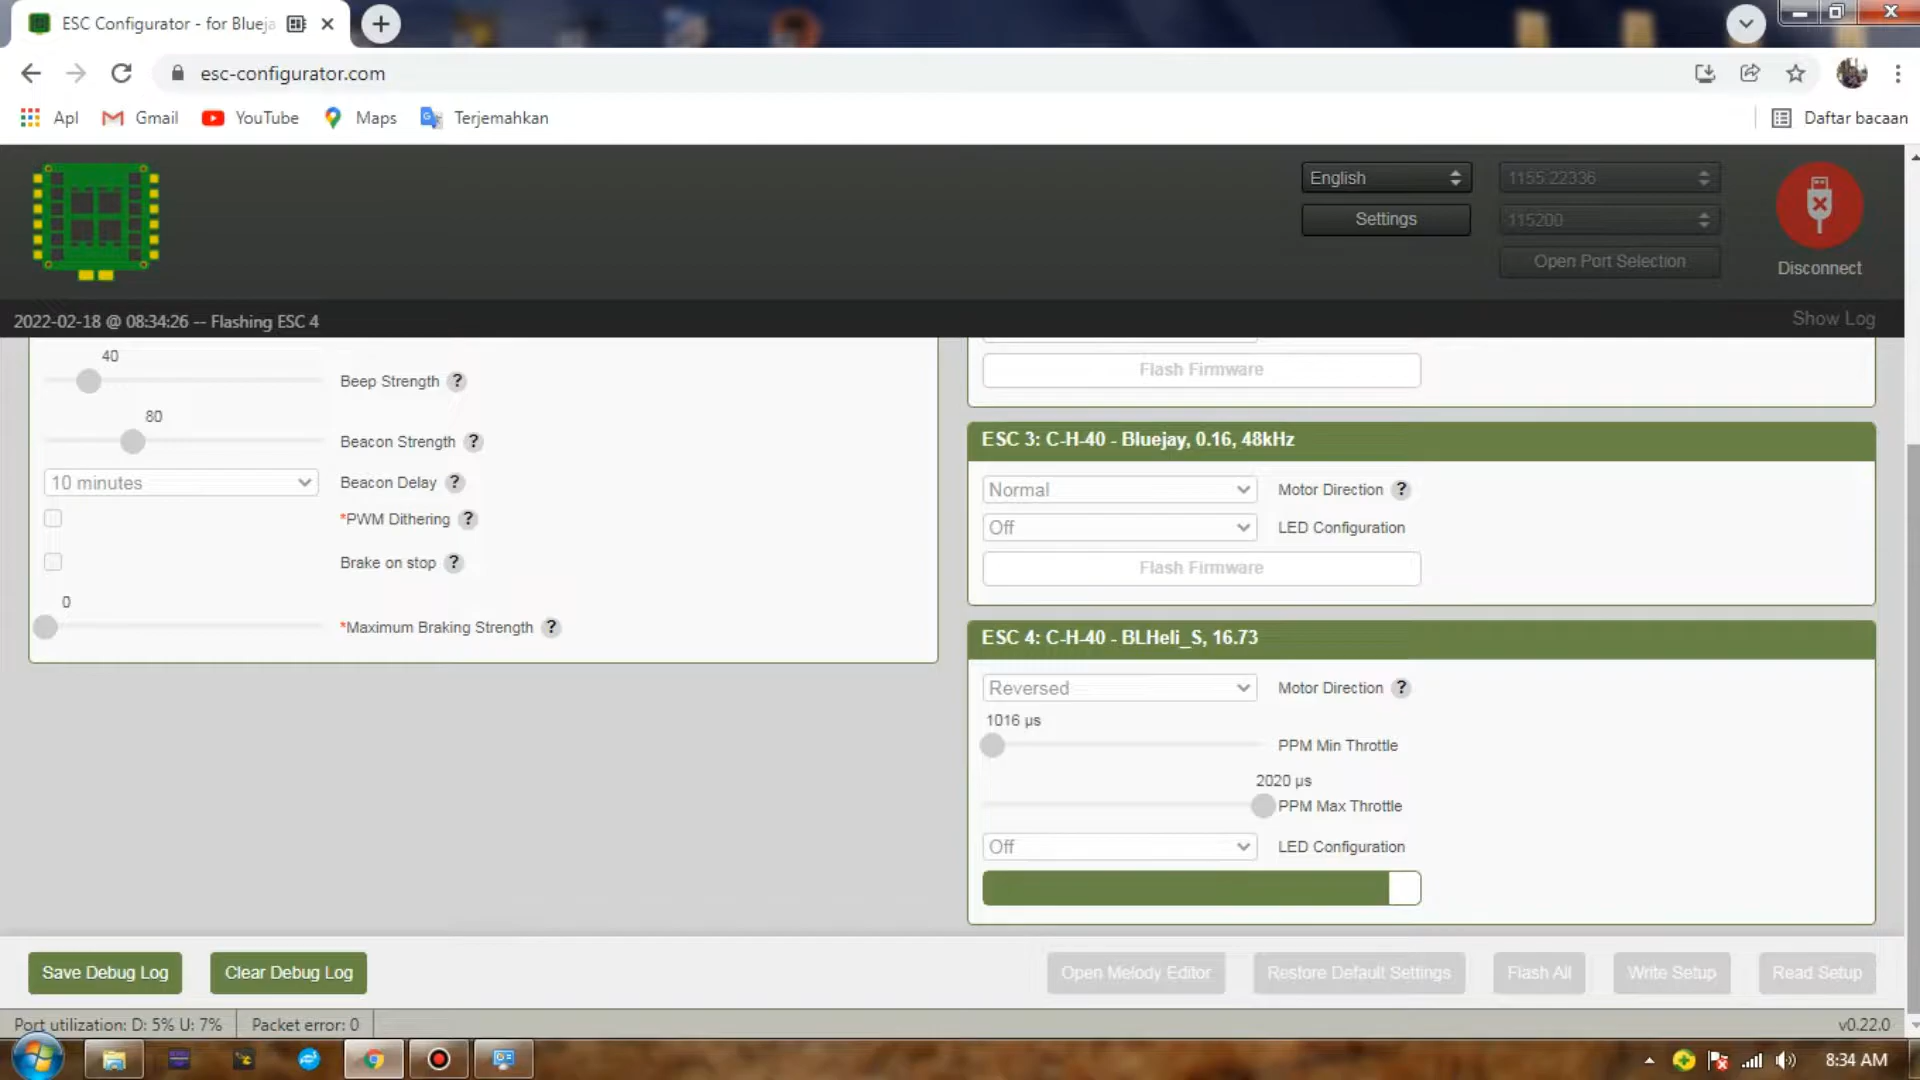 ESC Configurator - for Blueja
esc-configurator.com
Apl
Gmail
YouTube
Maps
Terjemahkan
Daftar bacaan
English
1155:22336
Settings
115200
Open Port Selection
Disconnect
2022-02-18 @ 08:34:26 -- Flashing ESC 4
Show Log
40
Beep Strength ?
80
Beacon Strength ?
10 minutes
Beacon Delay ?
*PWM Dithering ?
Brake on stop ?
0
*Maximum Braking Strength ?
Flash Firmware
ESC 3: C-H-40 - Bluejay, 0.16, 48kHz
Normal
Motor Direction ?
Off
LED Configuration
Flash Firmware
ESC 4: C-H-40 - BLHeli_S, 16.73
Reversed
Motor Direction ?
1016 µs
PPM Min Throttle
2020 µs
PPM Max Throttle
Off
LED Configuration
Save Debug Log
Clear Debug Log
Open Melody Editor
Restore Default Settings
Flash All
Write Setup
Read Setup
Port utilization: D: 5% U: 7%
Packet error: 0
v0.22.0
8:34 AM